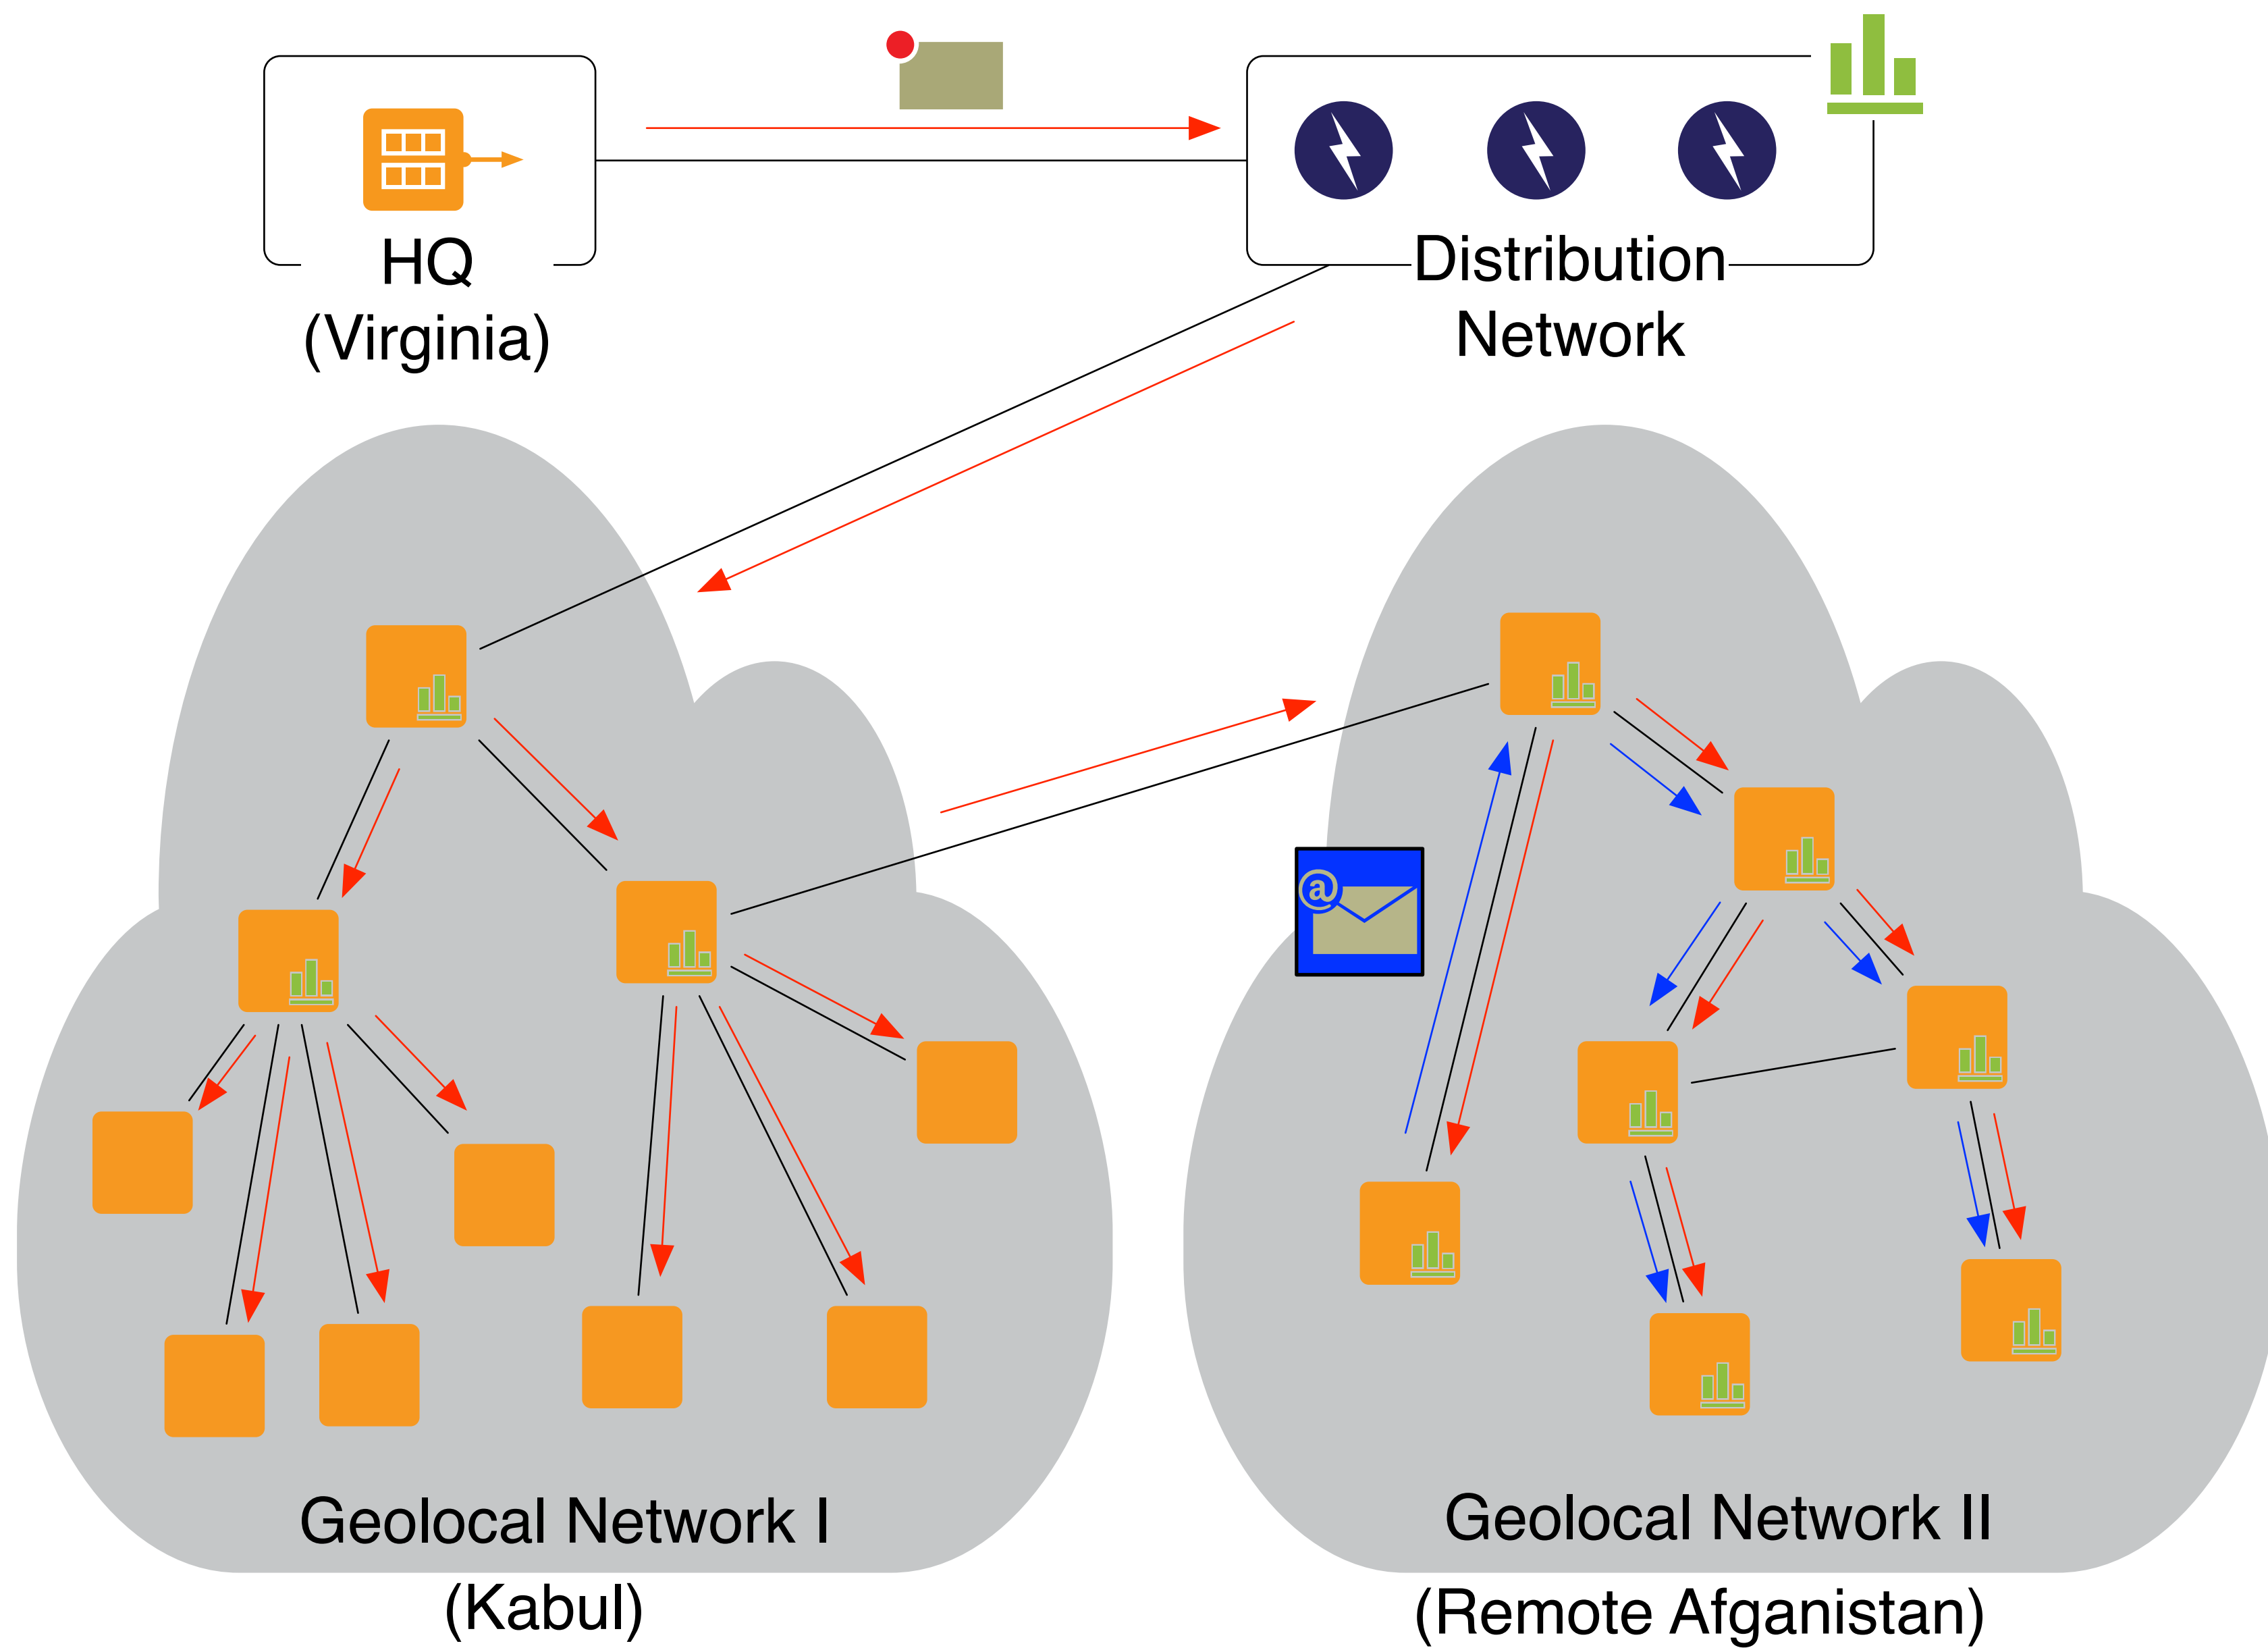 HQ
(Virginia)
Distribution
Network
@
Geolocal Network I
(Kabul)
Geolocal Network II
(Remote Afganistan)